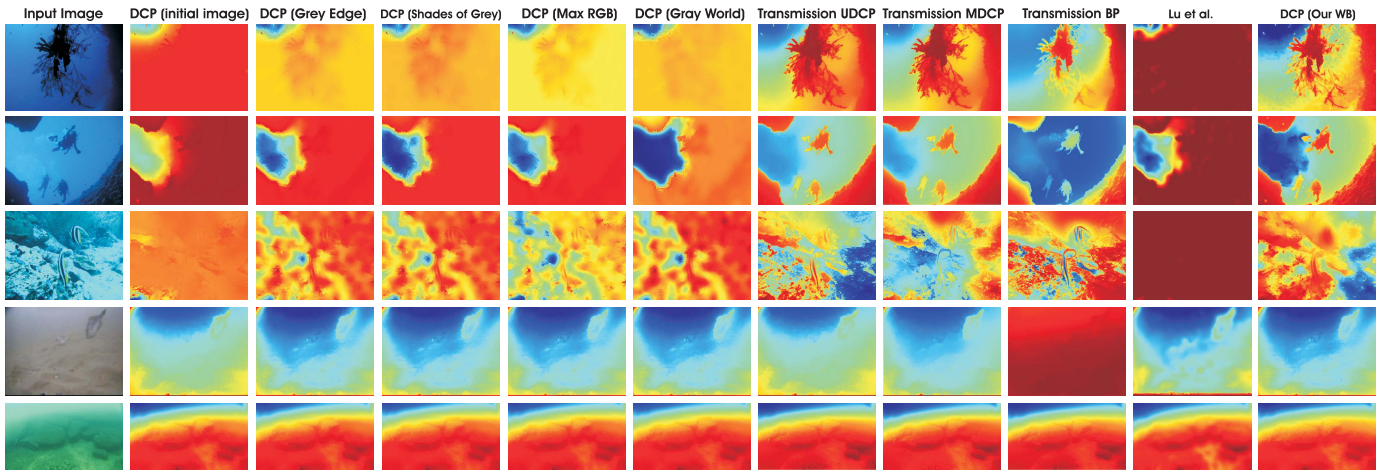 Input Image DCP (initial image) DCP (Grey Edge) DCP (Shades of Grey) DCP (Max RGB) DCP (Gray World) Transmission UDCP Transmission MDCP Transmission BP Lu et al. DCP (Our WB)